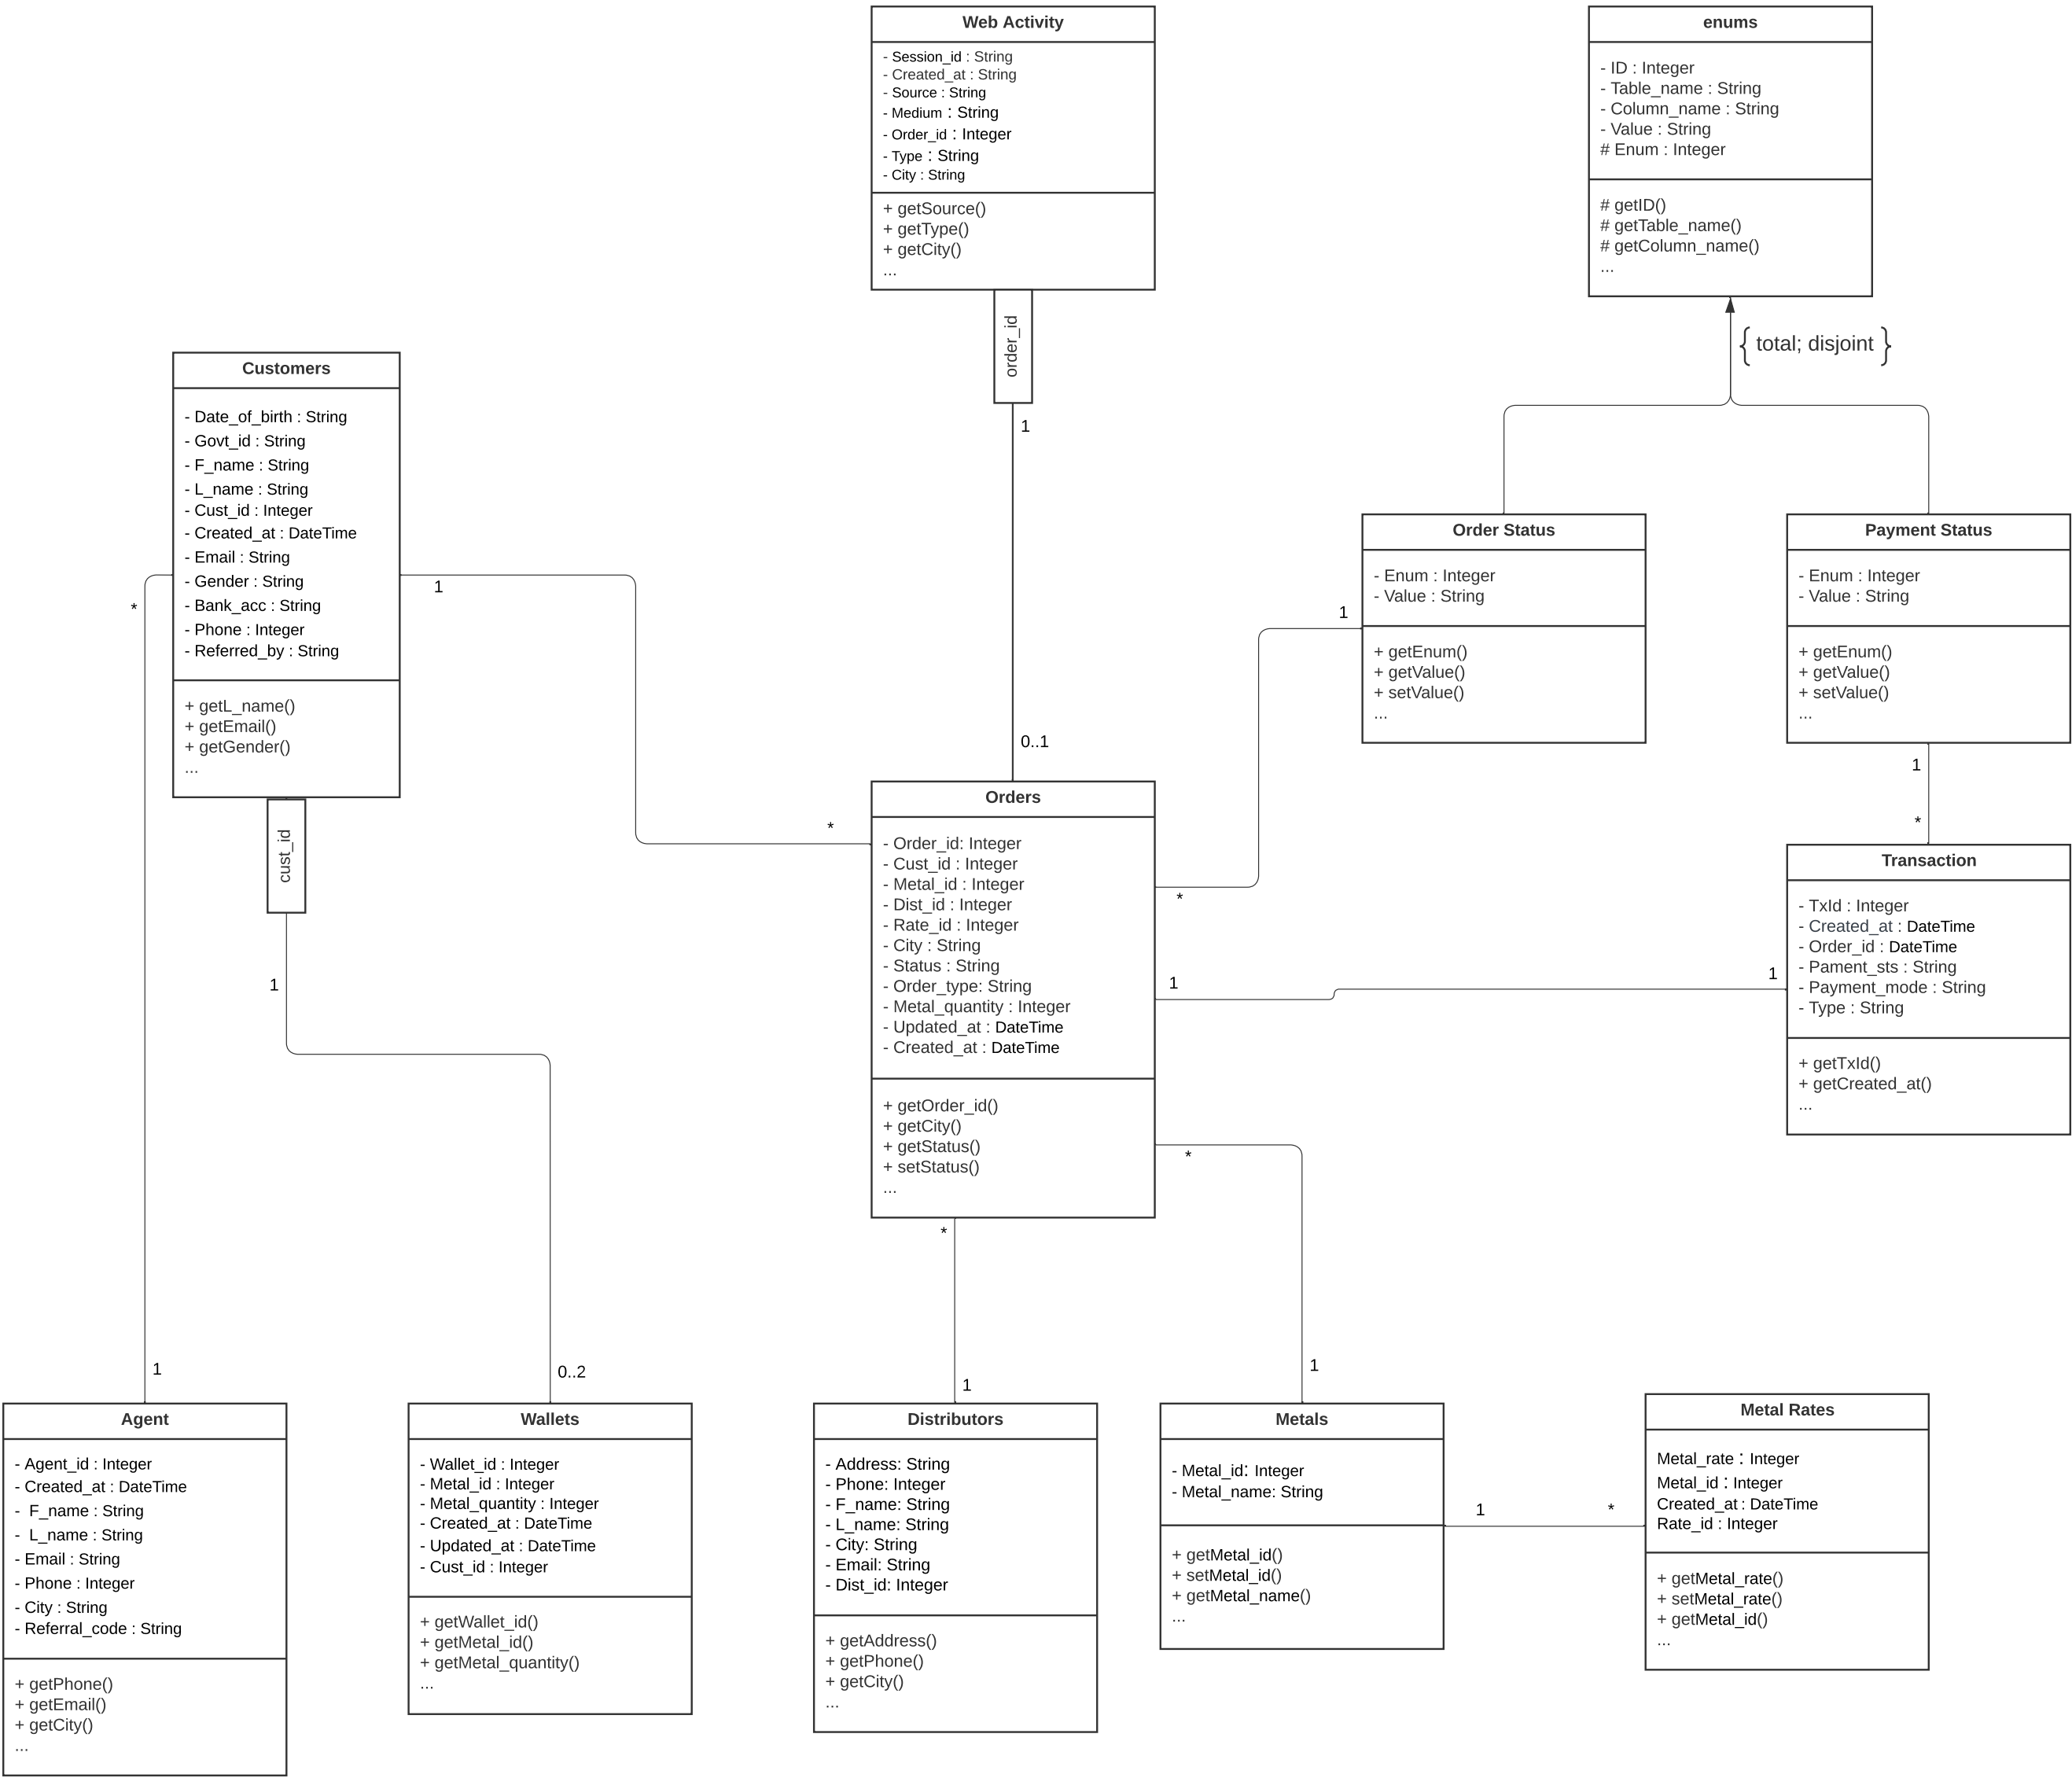 Web Activity
- Session_id : String
- Created_at : String
- Source : String
- Medium : String
- Order_id : Integer
- Type : String
- City : String
+ getSource()
+ getType()
+ getCity()
...
order_id
1
0..1
enums
- ID : Integer
- Table_name : String
- Column_name : String
- Value : String
# Enum : Integer
# getID()
# getTable_name()
# getColumn_name()
...
{ total; disjoint }
Customers
- Date_of_birth : String
- Govt_id : String
- F_name : String
- L_name : String
- Cust_id : Integer
- Created_at : DateTime
- Email : String
- Gender : String
- Bank_acc : String
- Phone : Integer
- Referred_by : String
+ getL_name()
+ getEmail()
+ getGender()
...
*
1
cust_id
1
*
Order Status
- Enum : Integer
- Value : String
+ getEnum()
+ getValue()
+ setValue()
...
1
*
Payment Status
- Enum : Integer
- Value : String
+ getEnum()
+ getValue()
+ setValue()
...
1
*
Orders
- Order_id: Integer
- Cust_id : Integer
- Metal_id : Integer
- Dist_id : Integer
- Rate_id : Integer
- City : String
- Status : String
- Order_type: String
- Metal_quantity : Integer
- Updated_at : DateTime
- Created_at : DateTime
+ getOrder_id()
+ getCity()
+ getStatus()
+ setStatus()
...
1
1
*
*
Transaction
- TxId : Integer
- Created_at : DateTime
- Order_id : DateTime
- Pament_sts : String
- Payment_mode : String
- Type : String
+ getTxId()
+ getCreated_at()
...
1
0..2
1
1
Agent
- Agent_id : Integer
- Created_at : DateTime
-  F_name : String
-  L_name : String
- Email : String
- Phone : Integer
- City : String
- Referral_code : String
+ getPhone()
+ getEmail()
+ getCity()
...
Wallets
- Wallet_id : Integer
- Metal_id : Integer
- Metal_quantity : Integer
- Created_at : DateTime
- Updated_at : DateTime
- Cust_id : Integer
+ getWallet_id()
+ getMetal_id()
+ getMetal_quantity()
...
Distributors
- Address: String
- Phone: Integer
- F_name: String
- L_name: String
- City: String
- Email: String
- Dist_id: Integer
+ getAddress()
+ getPhone()
+ getCity()
...
Metals
- Metal_id: Integer
- Metal_name: String
+ getMetal_id()
+ setMetal_id()
+ getMetal_name()
...
1
*
Metal Rates
Metal_rate : Integer
Metal_id : Integer
Created_at : DateTime
Rate_id : Integer
+ getMetal_rate()
+ setMetal_rate()
+ getMetal_id()
...